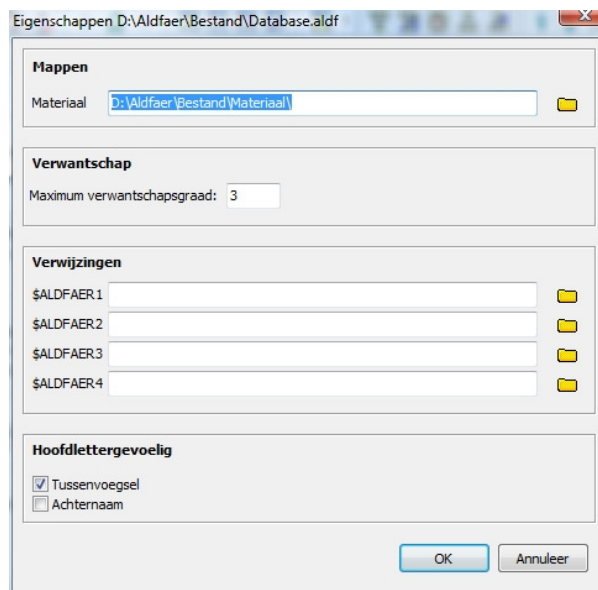 Eigenschappen D:\Aldfaer\Bestand\Database.aldf
Mappen
Materiaal D:\Aldfaer\Bestand\Materiaal\
Verwantschap
Maximum verwantschapsgraad: 3
Verwijzingen
$ALDFAER1
$ALDFAER2
$ALDFAER3
$ALDFAER4
Hoofdlettergevoelig
Tussenvoegsel
Achternaam
OK Annuleer